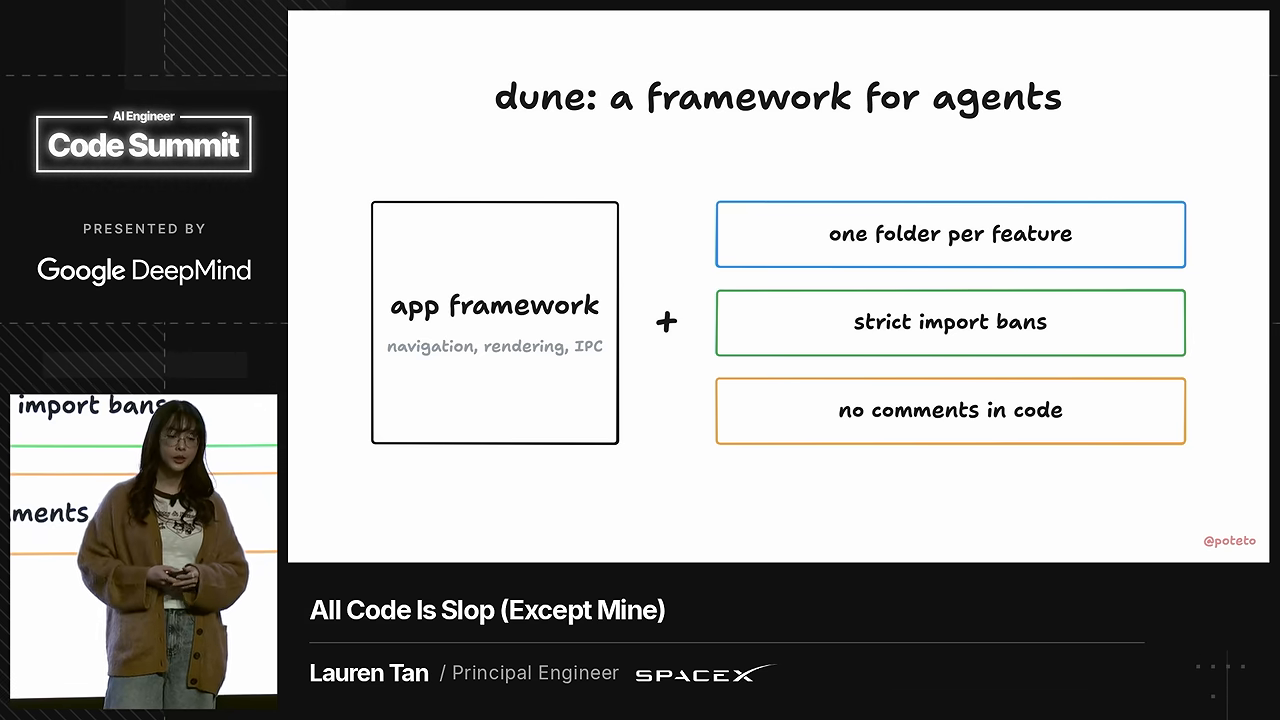 AI Engineer
Code Summit
PRESENTED BY
Google DeepMind
import bans
ments
dune: a framework for agents
app framework
navigation, rendering, IPC
+
one folder per feature
strict import bans
no comments in code
@poteto
All Code Is Slop (Except Mine)
Lauren Tan / Principal Engineer SPACEX